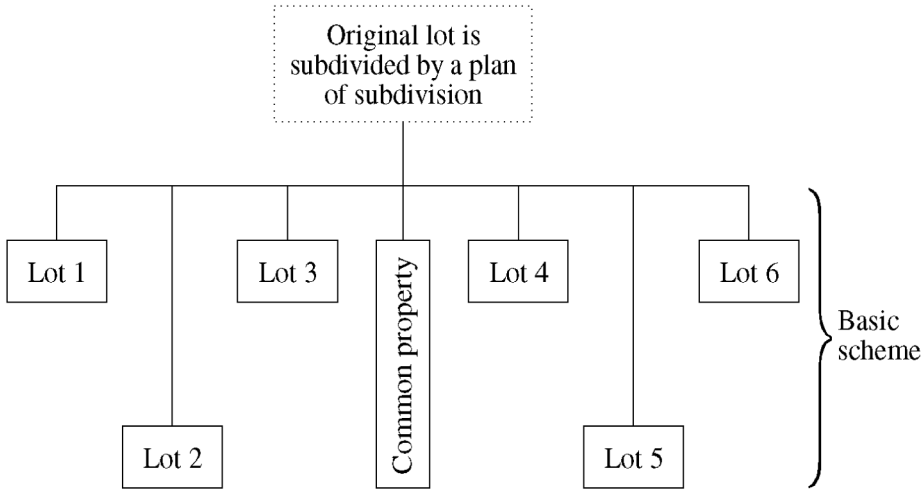 Original lot is
subdivided by a plan
of subdivision
Lot 1
Lot 3
Common property
Lot 4
Lot 6
Lot 2
Lot 5
Basic
scheme